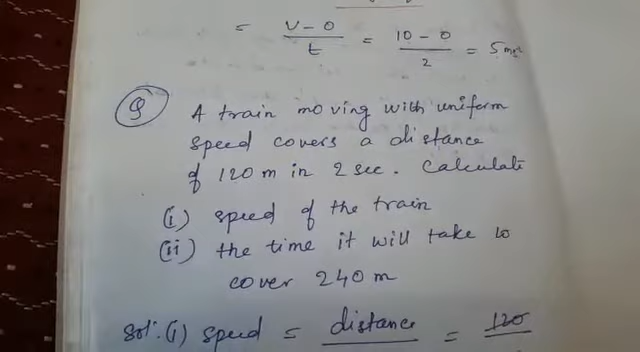 = v - 0 / t = 10 - 0 / 2 = 5 m
Q A train moving with uniform
speed covers a distance
of 120 m in 2 sec. Calculate
(i) speed of the train
(ii) the time it will take to
cover 240 m
Sol: (i) speed = distance = 120